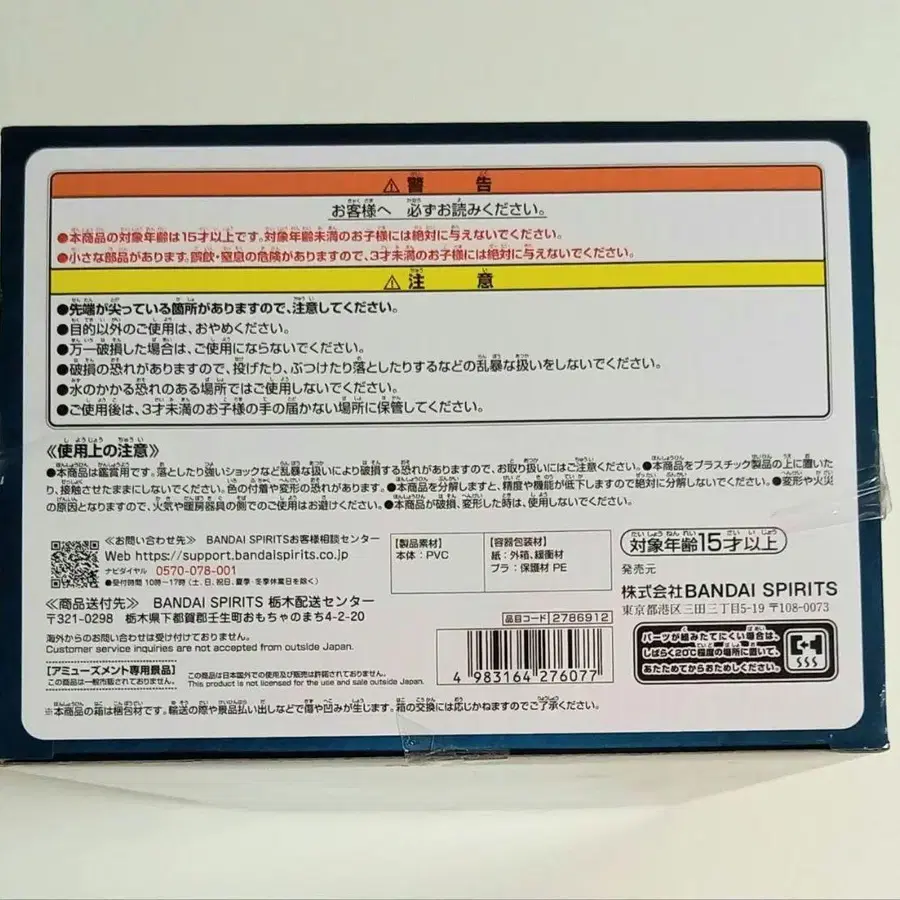 ⚠警 告
お客様へ 必ずお読みください。
●本商品の対象年齢は15才以上です。対象年齢未満のお子様には絶対に与えないでください。
●小さな部品があります。誤飲・窒息の危険がありますので、3才未満のお子様には絶対に与えないでください。
⚠注 意
●先端が尖っている箇所がありますので、注意してください。
●目的以外のご使用は、おやめください。
●万一破損した場合は、ご使用にならないでください。
●破損の恐れがありますので、投げたり、ぶつけたり落としたりするなどの乱暴な扱いをしないでください。
●水のかかる恐れのある場所ではご使用しないでください。
●ご使用後は、3才未満のお子様の手の届かない場所に保管してください。
《使用上の注意》
●本商品は鑑賞用です。落としたり強いショックなど乱暴な扱いにより破損する恐れがありますので、お取り扱いにはご注意ください。●本商品をプラスチック製品の上に置いた
り、接触させたままにしないでください。色の付着や変形の恐れがあります。●本商品を分解しますと、精度や機能が低下しますので絶対に分解しないでください。●変形や火災
の原因となりますので、火気や暖房器具の側でのご使用はお避けください。●本商品が破損、変形した時は、使用しないでください。
≪お問い合わせ先≫ BANDAI SPIRITSお客様相談センター
Web https://support.bandaispirits.co.jp
ナビダイヤル 0570-078-001
●受付時間 10時〜17時(土、日、祝日、夏季・冬季休業日を除く)
≪商品送付先≫ BANDAI SPIRITS 栃木配送センター
〒321-0298 栃木県下都賀郡壬生町おもちゃのまち4-2-20
海外からのお問い合わせは受け付けておりません。
Customer service inquiries are not accepted from outside Japan.
【アミューズメント専用景品】
この商品は一般市販されておりません。
この商品は日本国以外での使用及び販売は許諾されておりません。
This product is not licensed for the use and sale outside Japan.
【製品素材】
本体:PVC
【容器包装材】
紙:外箱、緩衝材
プラ:保護材 PE
品目コード 2786912
4 983164 276077
対象年齢15才以上
発売元
株式会社BANDAI SPIRITS
東京都港区三田三丁目5-19 〒108-0073
パーツが組みたてにくい場合は、
しばらく20℃程度の場所に置いて、
あたためてからおためしください。
※本商品の箱は梱包材です。輸送の際や景品払い出しなどで傷や凹みが生じます。箱の交換には応じかねますのでご了承ください。